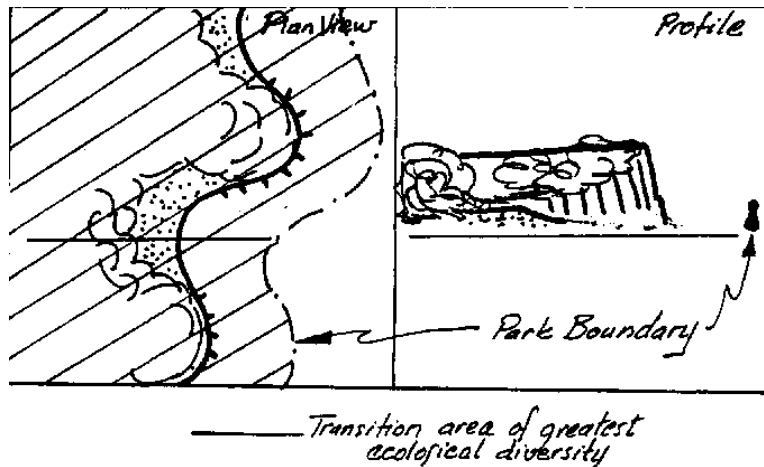 Plan View
Profile
Park Boundary
Transition area of greatest
ecological diversity